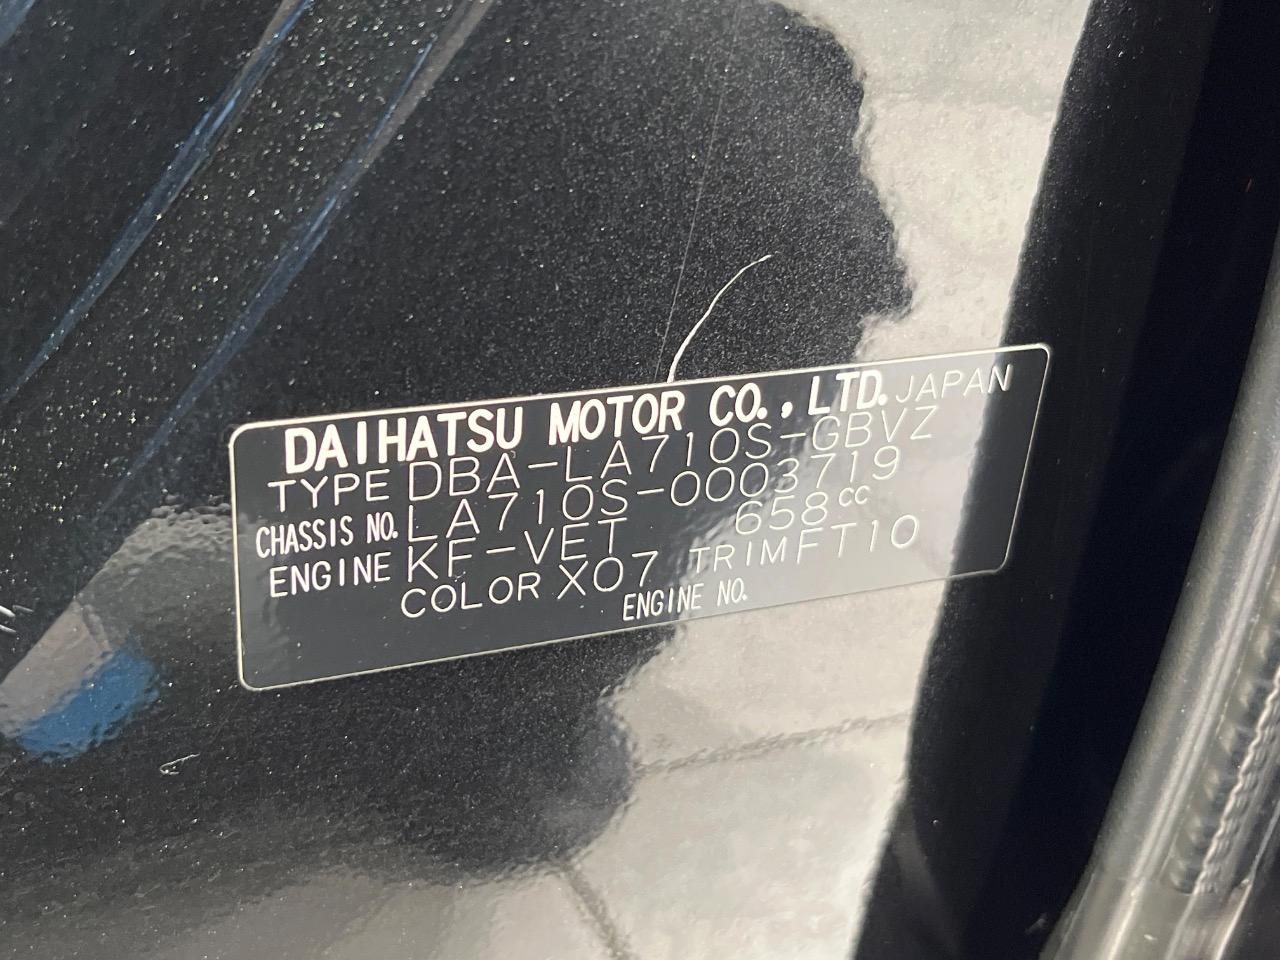 DAIHATSU MOTOR CO., LTD. JAPAN
TYPE DBA-LA710S-GBVZ
CHASSIS NO. LA710S-0003719
ENGINE KF-VET 658cc
COLOR X07 TRIM FT10
ENGINE NO.